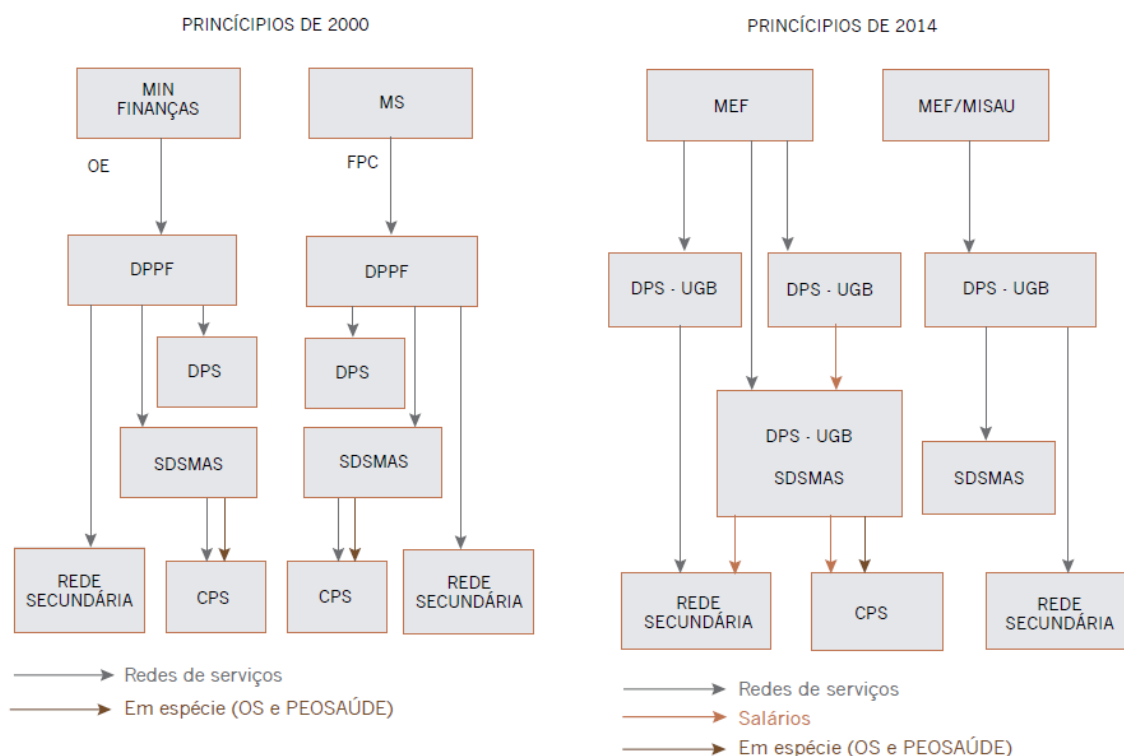 PRINCÍCIPIOS DE 2000
MIN
FINANÇAS
MS
OE
FPC
DPPF
DPPF
DPS
DPS
SDSMAS
SDSMAS
REDE
SECUNDÁRIA
CPS
CPS
REDE
SECUNDÁRIA
Redes de serviços
Em espécie (OS e PEOSAÚDE)
PRINCÍCIPIOS DE 2014
MEF
MEF/MISAU
DPS - UGB
DPS - UGB
DPS - UGB
DPS - UGB
SDSMAS
SDSMAS
REDE
SECUNDÁRIA
CPS
REDE
SECUNDÁRIA
Redes de serviços
Salários
Em espécie (OS e PEOSAÚDE)